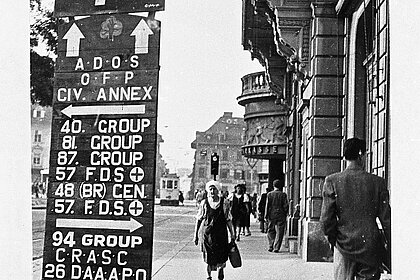 A·D·O·S
O·F·P
CIV. ANNEX
40. GROUP
81. GROUP
87. GROUP
57 F.D.S
48 (BR) CEN.
57. F.D.S.
94 GROUP
C·R·A·S·C
26 D.A.A.P.O